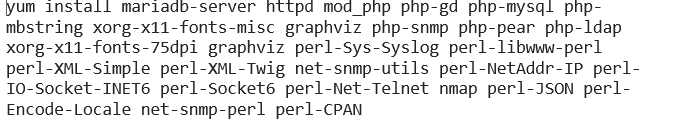 yum install mariadb-server httpd mod_php php-gd php-mysql php-
mbstring xorg-x11-fonts-misc graphviz php-snmp php-pear php-ldap
xorg-x11-fonts-75dpi graphviz perl-Sys-Syslog perl-libwww-perl
perl-XML-Simple perl-XML-Twig net-snmp-utils perl-NetAddr-IP perl-
IO-Socket-INET6 perl-Socket6 perl-Net-Telnet nmap perl-JSON perl-
Encode-Locale net-snmp-perl perl-CPAN